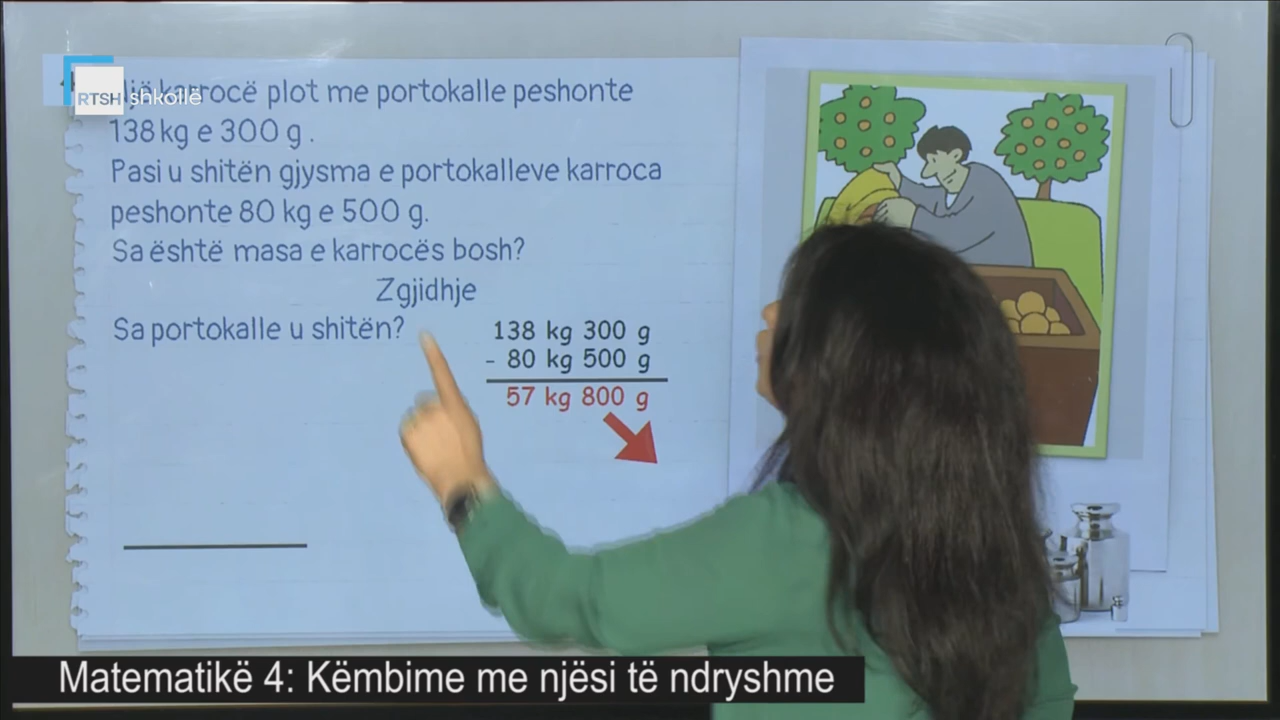 RTSH shkollë
karrocë plot me portokalle peshonte
138 kg e 300 g .
Pasi u shitën gjysma e portokalleve karroca
peshonte 80 kg e 500 g.
Sa është masa e karrocës bosh?
Zgjidhje
Sa portokalle u shitën?
138 kg 300 g
- 80 kg 500 g
57 kg 800 g
Matematikë 4: Këmbime me njësi të ndryshme